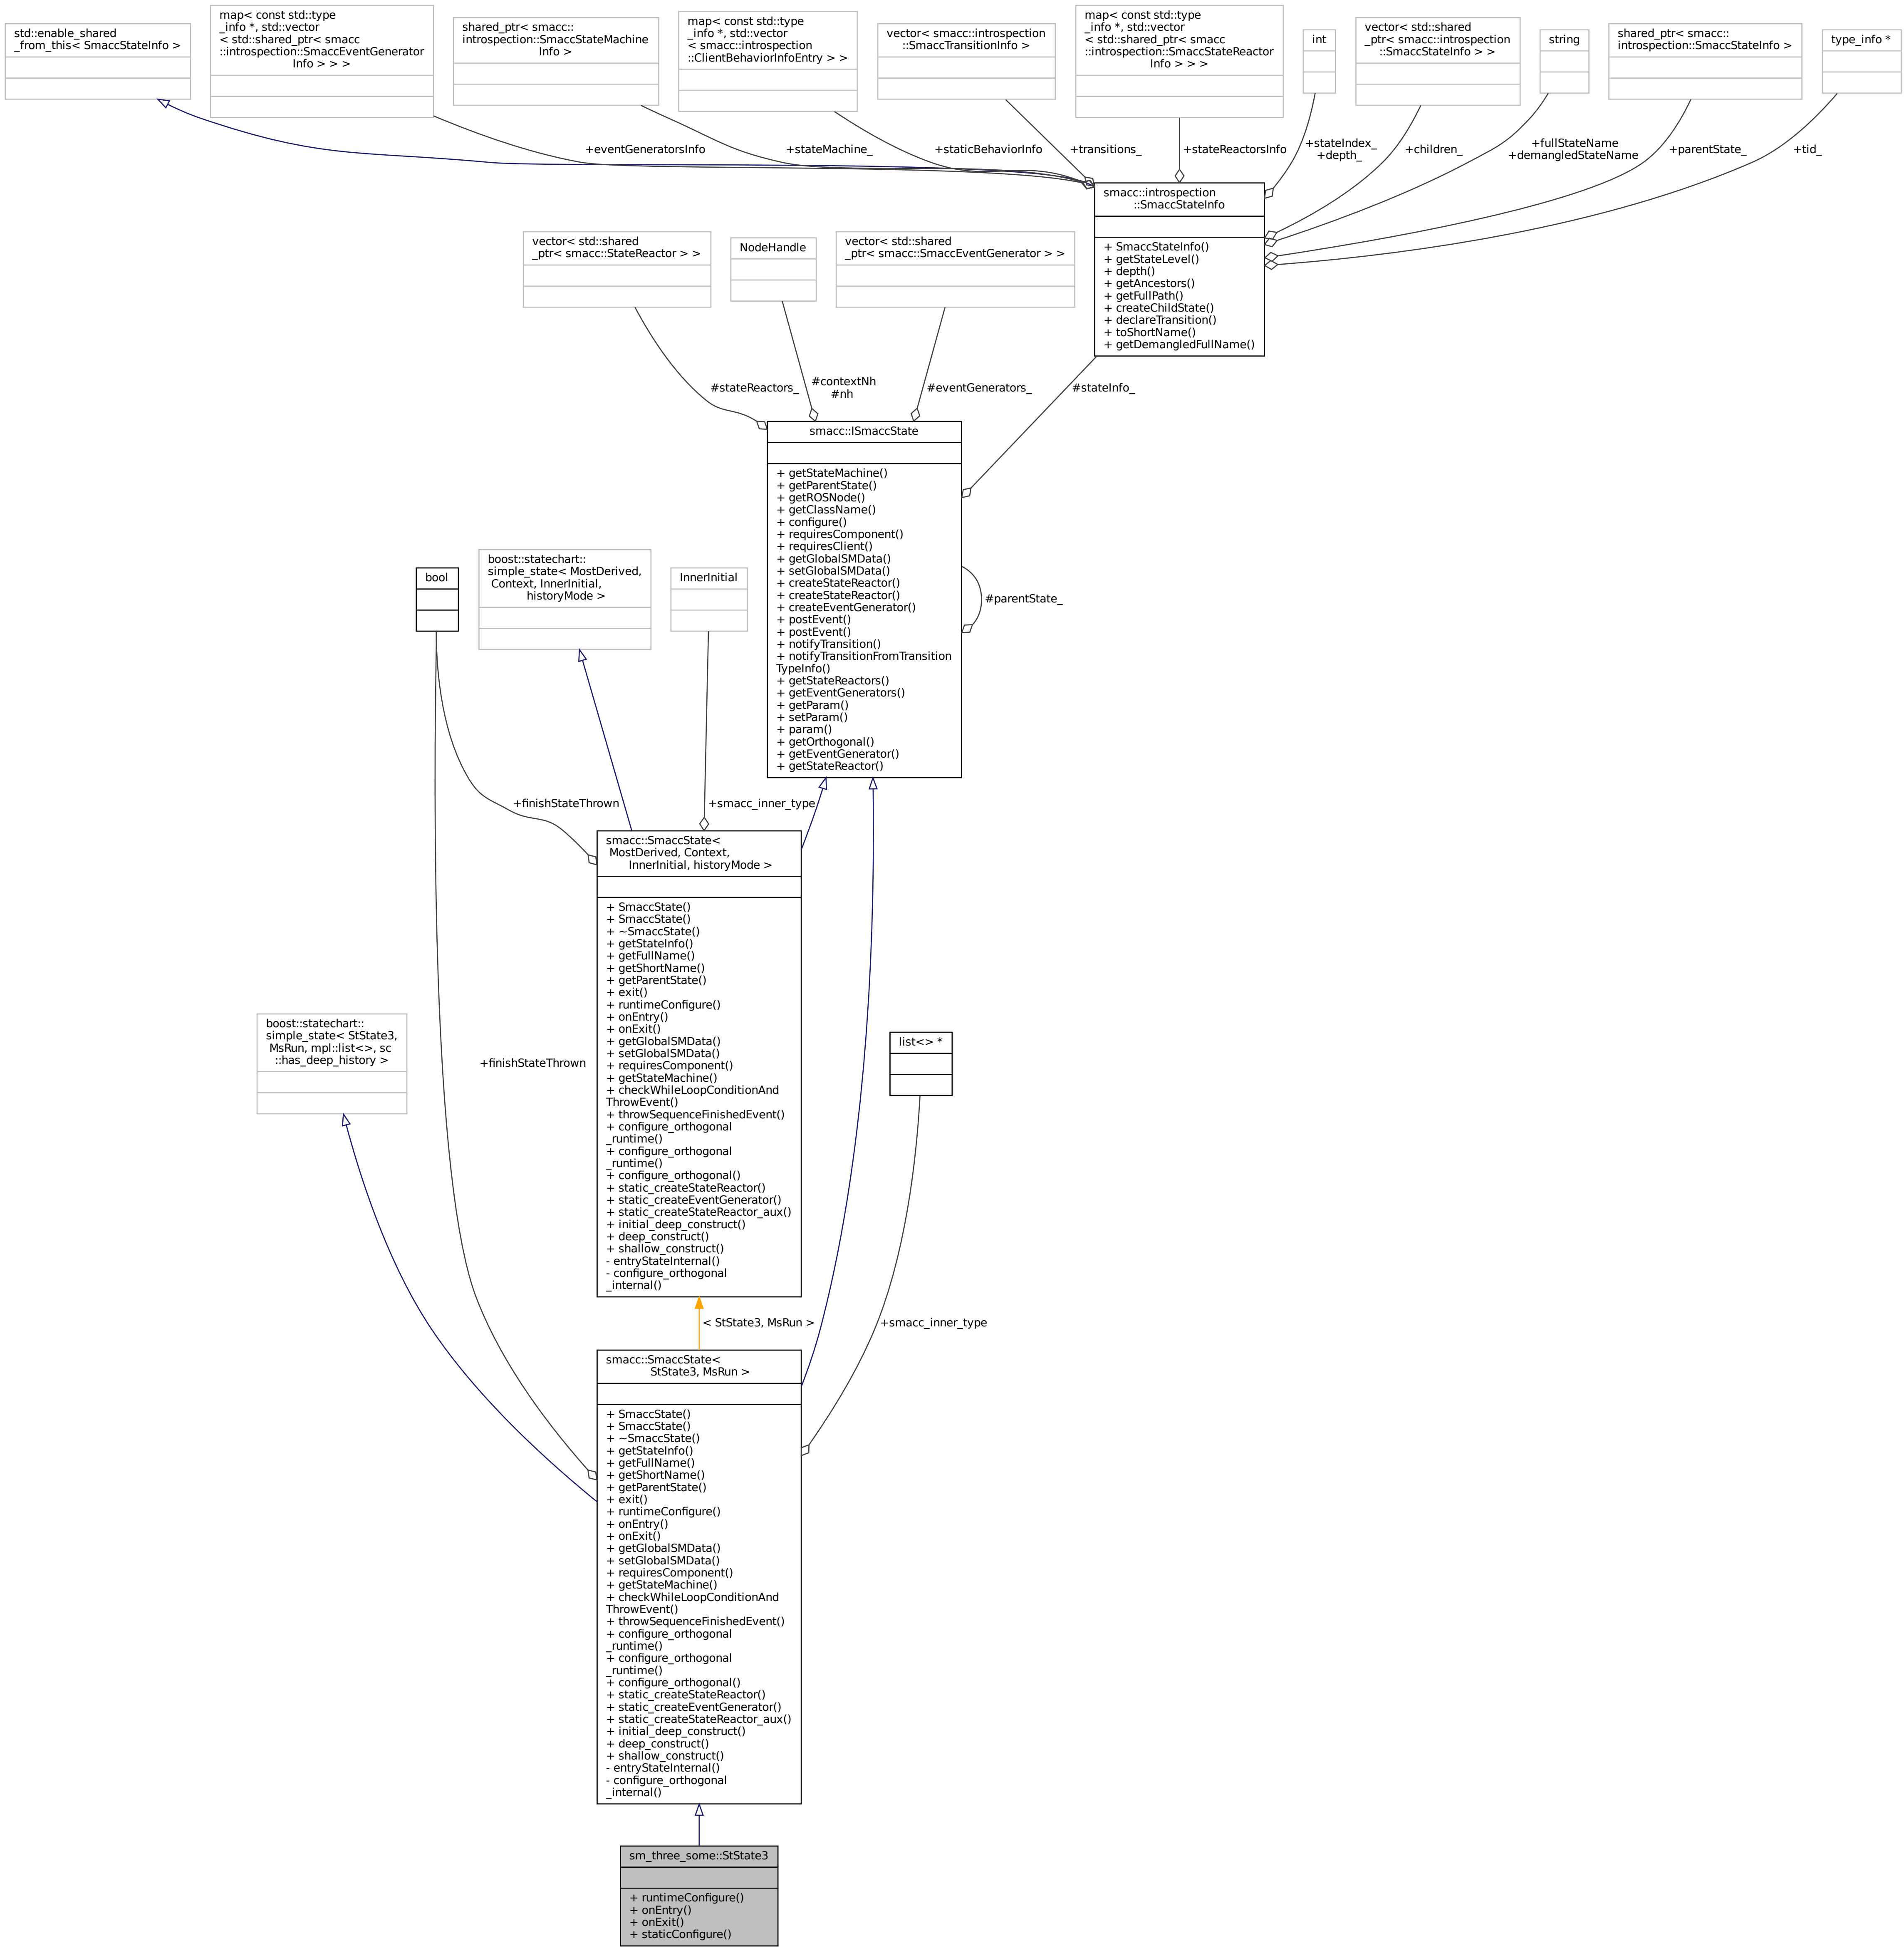 std::enable_shared
_from_this< SmaccStateInfo >
map< const std::type
_info *, std::vector
< std::shared_ptr< smacc
::introspection::SmaccEventGenerator
Info > > >
shared_ptr< smacc::
introspection::SmaccStateMachine
Info >
map< const std::type
_info *, std::vector
< smacc::introspection
::ClientBehaviorInfoEntry > >
vector< smacc::introspection
::SmaccTransitionInfo >
map< const std::type
_info *, std::vector
< std::shared_ptr< smacc
::introspection::SmaccStateReactor
Info > > >
int
vector< std::shared
_ptr< smacc::introspection
::SmaccStateInfo > >
string
shared_ptr< smacc::
introspection::SmaccStateInfo >
type_info *
+eventGeneratorsInfo
+stateMachine_
+staticBehaviorInfo
+transitions_
+stateReactorsInfo
+stateIndex_
+depth_
+children_
+fullStateName
+demangledStateName
+parentState_
+tid_
smacc::introspection
::SmaccStateInfo
+ SmaccStateInfo()
+ getStateLevel()
+ depth()
+ getAncestors()
+ getFullPath()
+ createChildState()
+ declareTransition()
+ toShortName()
+ getDemangledFullName()
vector< std::shared
_ptr< smacc::StateReactor > >
NodeHandle
vector< std::shared
_ptr< smacc::SmaccEventGenerator > >
#stateReactors_
#contextNh
#nh
#eventGenerators_
#stateInfo_
smacc::ISmaccState
+ getStateMachine()
+ getParentState()
+ getROSNode()
+ getClassName()
+ configure()
+ requiresComponent()
+ requiresClient()
+ getGlobalSMData()
+ setGlobalSMData()
+ createStateReactor()
+ createStateReactor()
+ createEventGenerator()
+ postEvent()
+ postEvent()
+ notifyTransition()
+ notifyTransitionFromTransition
TypeInfo()
+ getStateReactors()
+ getEventGenerators()
+ getParam()
+ setParam()
+ param()
+ getOrthogonal()
+ getEventGenerator()
+ getStateReactor()
#parentState_
bool
boost::statechart::
simple_state< MostDerived,
Context, InnerInitial,
historyMode >
InnerInitial
+finishStateThrown
+smacc_inner_type
smacc::SmaccState<
MostDerived, Context,
InnerInitial, historyMode >
+ SmaccState()
+ SmaccState()
+ ~SmaccState()
+ getStateInfo()
+ getFullName()
+ getShortName()
+ getParentState()
+ exit()
+ runtimeConfigure()
+ onEntry()
+ onExit()
+ getGlobalSMData()
+ setGlobalSMData()
+ requiresComponent()
+ getStateMachine()
+ checkWhileLoopConditionAnd
ThrowEvent()
+ throwSequenceFinishedEvent()
+ configure_orthogonal
_runtime()
+ configure_orthogonal
_runtime()
+ configure_orthogonal()
+ static_createStateReactor()
+ static_createEventGenerator()
+ static_createStateReactor_aux()
+ initial_deep_construct()
+ deep_construct()
+ shallow_construct()
- entryStateInternal()
- configure_orthogonal
_internal()
boost::statechart::
simple_state< StState3,
MsRun, mpl::list<>, sc
::has_deep_history >
+finishStateThrown
list<> *
< StState3, MsRun >
+smacc_inner_type
smacc::SmaccState<
StState3, MsRun >
+ SmaccState()
+ SmaccState()
+ ~SmaccState()
+ getStateInfo()
+ getFullName()
+ getShortName()
+ getParentState()
+ exit()
+ runtimeConfigure()
+ onEntry()
+ onExit()
+ getGlobalSMData()
+ setGlobalSMData()
+ requiresComponent()
+ getStateMachine()
+ checkWhileLoopConditionAnd
ThrowEvent()
+ throwSequenceFinishedEvent()
+ configure_orthogonal
_runtime()
+ configure_orthogonal
_runtime()
+ configure_orthogonal()
+ static_createStateReactor()
+ static_createEventGenerator()
+ static_createStateReactor_aux()
+ initial_deep_construct()
+ deep_construct()
+ shallow_construct()
- entryStateInternal()
- configure_orthogonal
_internal()
sm_three_some::StState3
+ runtimeConfigure()
+ onEntry()
+ onExit()
+ staticConfigure()